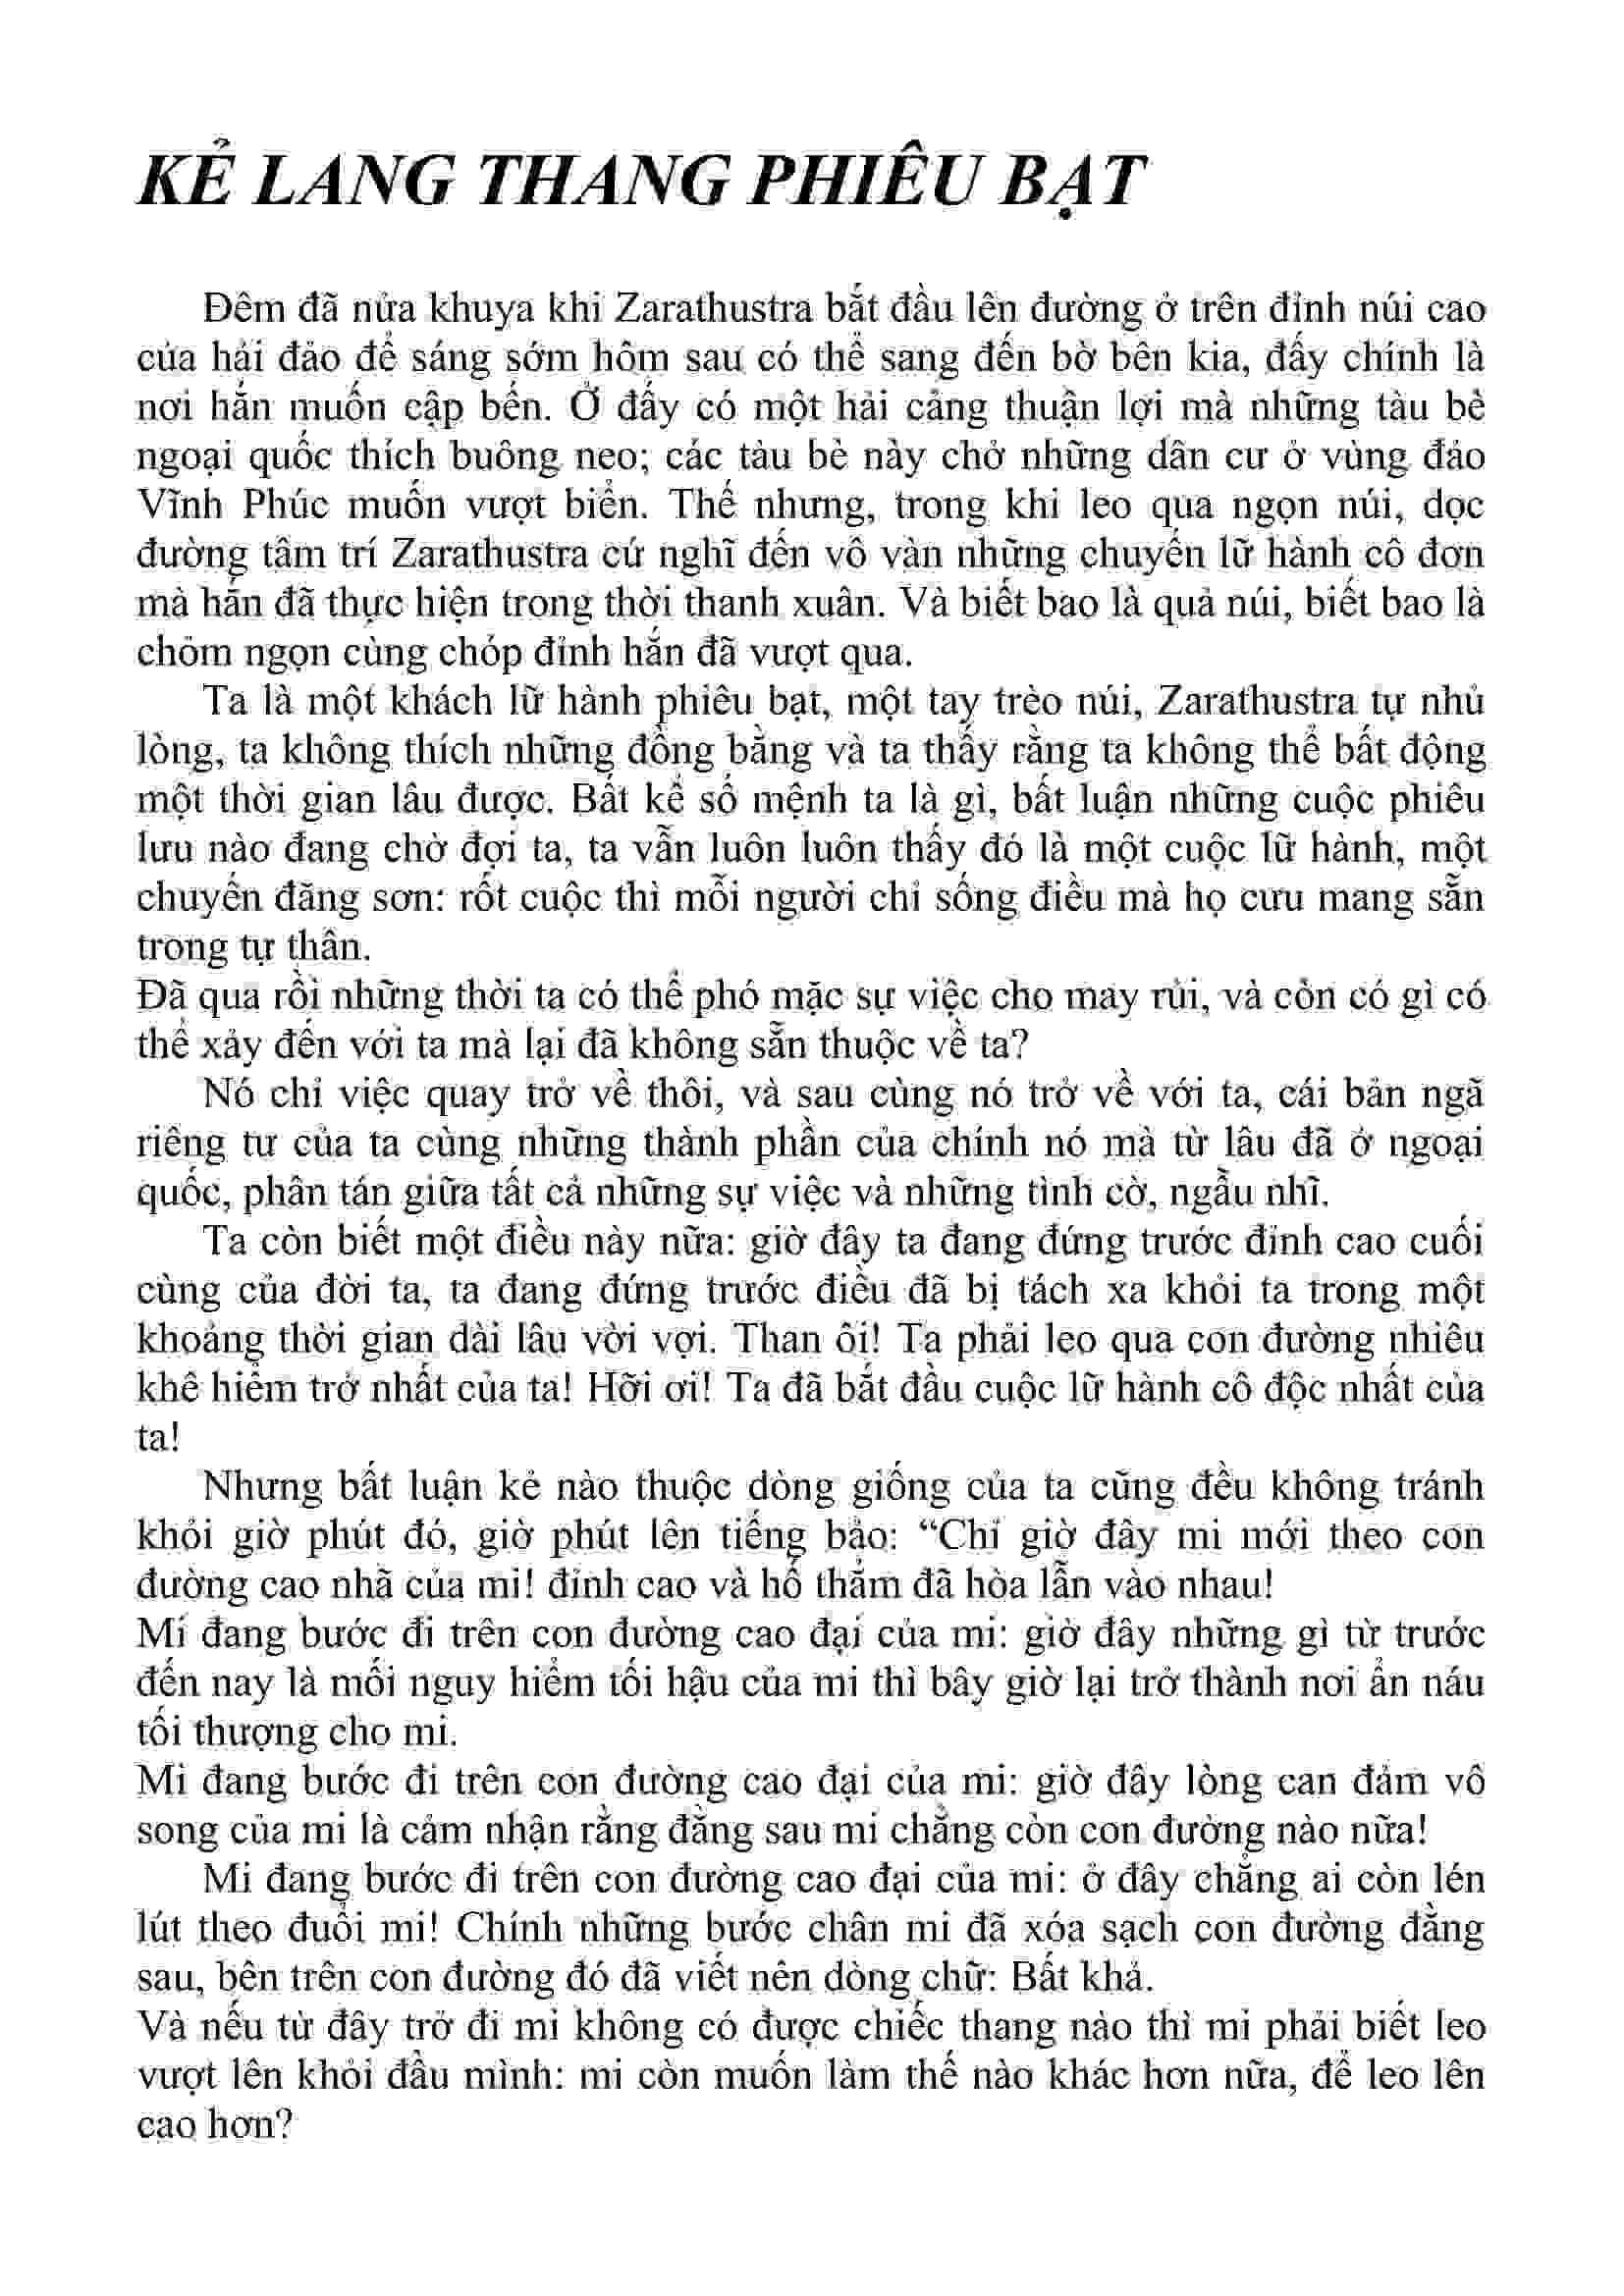 KẺ LANG THANG PHIÊU BẠT
Đêm đã nửa khuya khi Zarathustra bắt đầu lên đường ở trên đỉnh núi cao
của hải đảo để sáng sớm hôm sau có thể sang đến bờ bên kia, đấy chính là
nơi hắn muốn cập bến. Ở đấy có một hải cảng thuận lợi mà những tàu bè
ngoại quốc thích buông neo; các tàu bè này chở những dân cư ở vùng đảo
Vĩnh Phúc muốn vượt biển. Thế nhưng, trong khi leo qua ngọn núi, dọc
đường tâm trí Zarathustra cứ nghĩ đến vô vàn những chuyến lữ hành cô đơn
mà hắn đã thực hiện trong thời thanh xuân. Và biết bao là quả núi, biết bao là
chỏm ngọn cùng chóp đỉnh hắn đã vượt qua.
Ta là một khách lữ hành phiêu bạt, một tay trèo núi, Zarathustra tự nhủ
lòng, ta không thích những đồng bằng và ta thấy rằng ta không thể bất động
một thời gian lâu được. Bất kể số mệnh ta là gì, bất luận những cuộc phiêu
lưu nào đang chờ đợi ta, ta vẫn luôn luôn thấy đó là một cuộc lữ hành, một
chuyến đăng sơn: rốt cuộc thì mỗi người chỉ sống điều mà họ cưu mang sẵn
trong tự thân.
Đã qua rồi những thời ta có thể phó mặc sự việc cho may rủi, và còn có gì có
thể xảy đến với ta mà lại đã không sẵn thuộc về ta?
Nó chỉ việc quay trở về thôi, và sau cùng nó trở về với ta, cái bản ngã
riêng tư của ta cùng những thành phần của chính nó mà từ lâu đã ở ngoại
quốc, phân tán giữa tất cả những sự việc và những tình cờ, ngẫu nhĩ.
Ta còn biết một điều này nữa: giờ đây ta đang đứng trước đỉnh cao cuối
cùng của đời ta, ta đang đứng trước điều đã bị tách xa khỏi ta trong một
khoảng thời gian dài lâu vời vợi. Than ôi! Ta phải leo qua con đường nhiêu
khê hiểm trở nhất của ta! Hỡi ơi! Ta đã bắt đầu cuộc lữ hành cô độc nhất của
ta!
Nhưng bất luận kẻ nào thuộc dòng giống của ta cũng đều không tránh
khỏi giờ phút đó, giờ phút lên tiếng bảo: “Chỉ giờ đây mi mới theo con
đường cao nhã của mi! đỉnh cao và hố thẳm đã hòa lẫn vào nhau!
Mi đang bước đi trên con đường cao đại của mi: giờ đây những gì từ trước
đến nay là mối nguy hiểm tối hậu của mi thì bây giờ lại trở thành nơi ẩn náu
tối thượng cho mi.
Mi đang bước đi trên con đường cao đại của mi: giờ đây lòng can đảm vô
song của mi là cảm nhận rằng đằng sau mi chẳng còn con đường nào nữa!
Mi đang bước đi trên con đường cao đại của mi: ở đây chẳng ai còn lén
lút theo đuổi mi! Chính những bước chân mi đã xóa sạch con đường đằng
sau, bên trên con đường đó đã viết nên dòng chữ: Bất khả.
Và nếu từ đây trở đi mi không có được chiếc thang nào thì mi phải biết leo
vượt lên khỏi đầu mình: mi còn muốn làm thế nào khác hơn nữa, để leo lên
cao hơn?